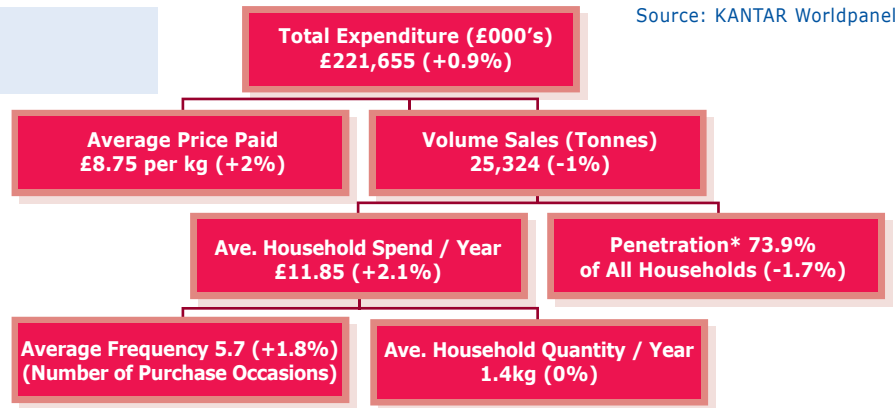 Source: KANTAR Worldpanel
Total Expenditure (£000’s)
£221,655 (+0.9%)
Average Price Paid
£8.75 per kg (+2%)
Volume Sales (Tonnes)
25,324 (-1%)
Ave. Household Spend / Year
£11.85 (+2.1%)
Penetration* 73.9%
of All Households (-1.7%)
Average Frequency 5.7 (+1.8%)
(Number of Purchase Occasions)
Ave. Household Quantity / Year
1.4kg (0%)